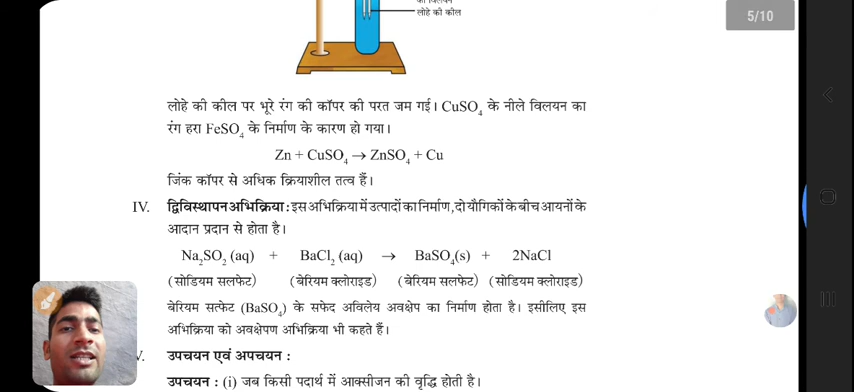 लोहे की कील
5/10
लोहे की कील पर भूरे रंग की कॉपर की परत जम गई। CuSO₄ के नीले विलयन का
रंग हरा FeSO₄ के निर्माण के कारण हो गया।
Zn + CuSO₄ → ZnSO₄ + Cu
जिंक कॉपर से अधिक क्रियाशील तत्व हैं।
IV. द्विविस्थापन अभिक्रिया : इस अभिक्रिया में उत्पादों का निर्माण, दो यौगिकों के बीच आयनों के
आदान प्रदान से होता है।
Na₂SO₂ (aq) + BaCl₂ (aq) → BaSO₄(s) + 2NaCl
(सोडियम सलफेट) (बेरियम क्लोराइड) (बेरियम सलफेट) (सोडियम क्लोराइड)
बेरियम सल्फेट (BaSO₄) के सफेद अविलेय अवक्षेप का निर्माण होता है। इसीलिए इस
अभिक्रिया को अवक्षेपण अभिक्रिया भी कहते हैं।
V. उपचयन एवं अपचयन :
उपचयन : (i) जब किसी पदार्थ में आक्सीजन की वृद्धि होती है।